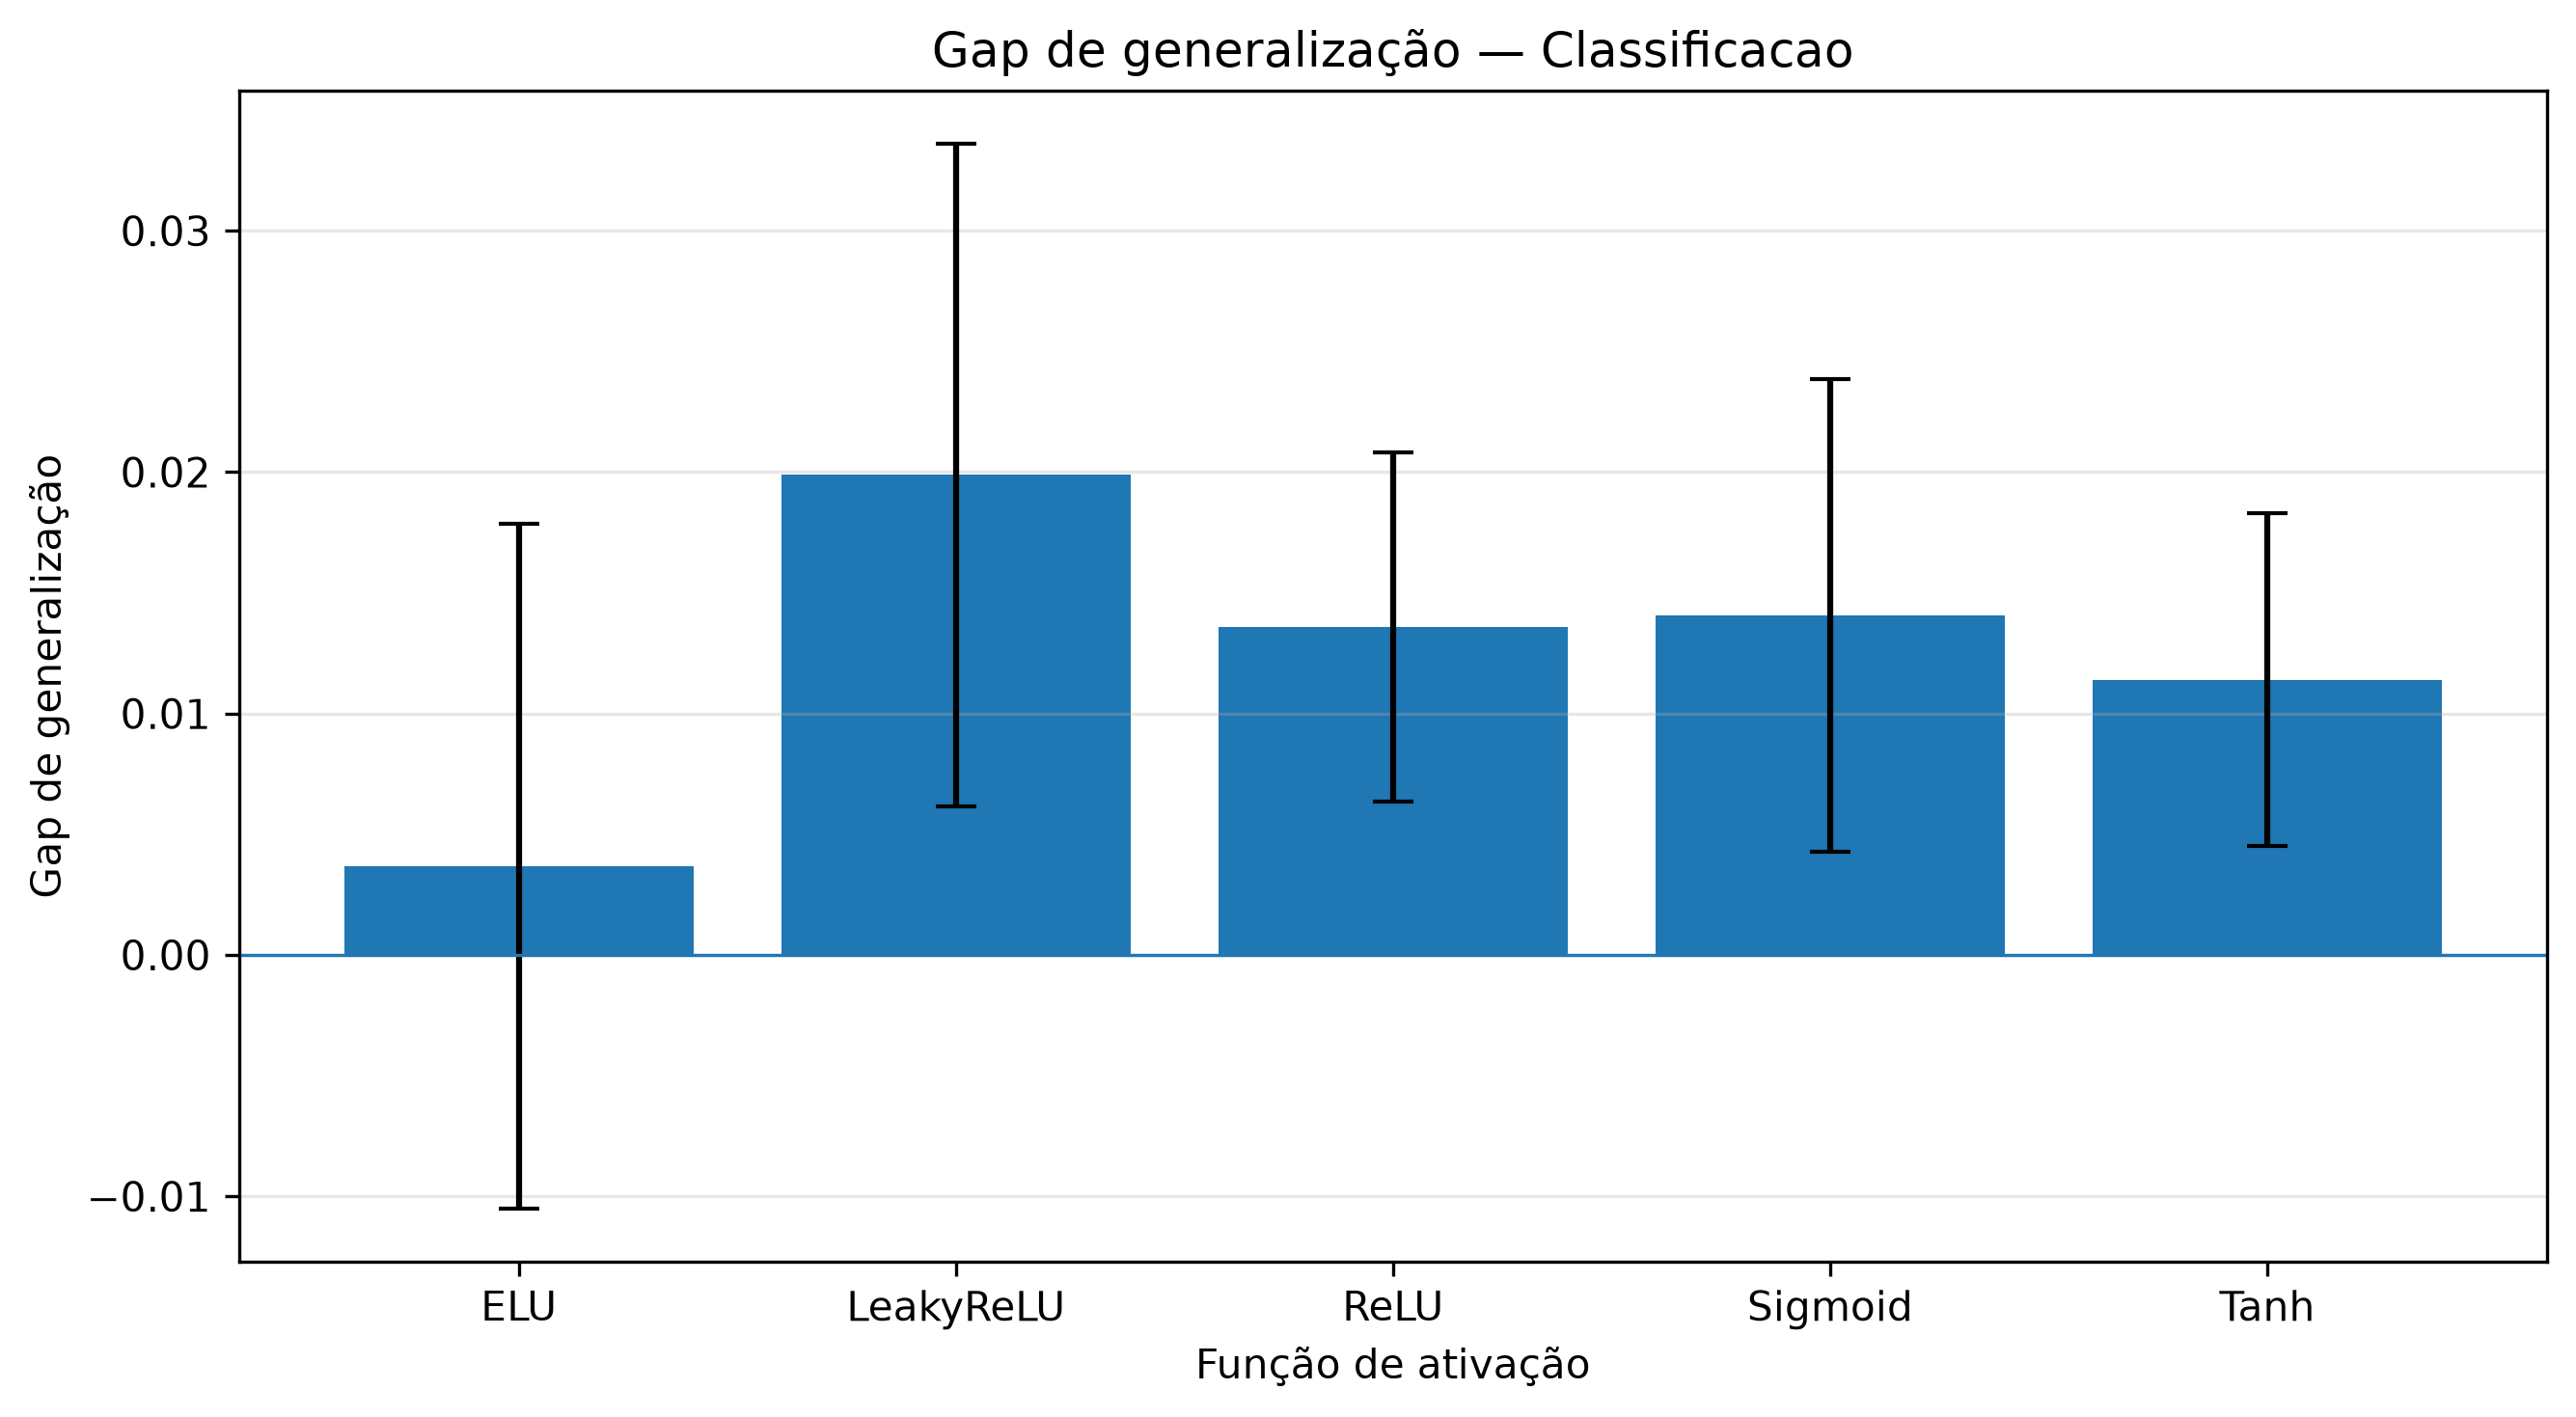 Gap de generalização — Classificacao
Gap de generalização
0.03
0.02
0.01
0.00
−0.01
ELU LeakyReLU ReLU Sigmoid Tanh
Função de ativação